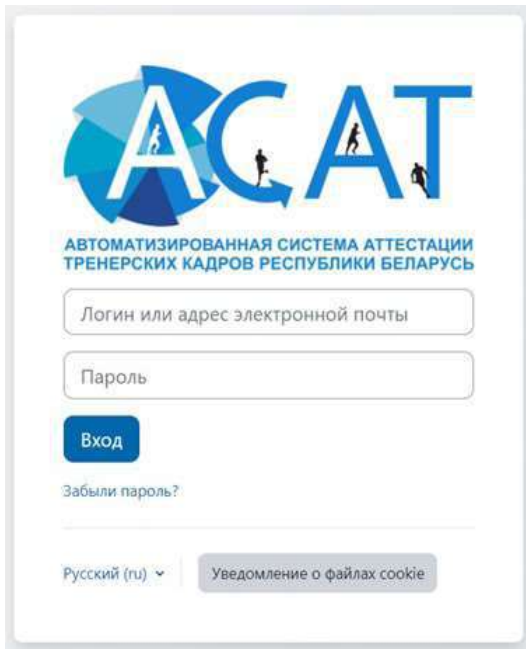 АСАТ
АВТОМАТИЗИРОВАННАЯ СИСТЕМА АТТЕСТАЦИИ
ТРЕНЕРСКИХ КАДРОВ РЕСПУБЛИКИ БЕЛАРУСЬ
Логин или адрес электронной почты
Пароль
Вход
Забыли пароль?
Русский (ru)
Уведомление о файлах cookie